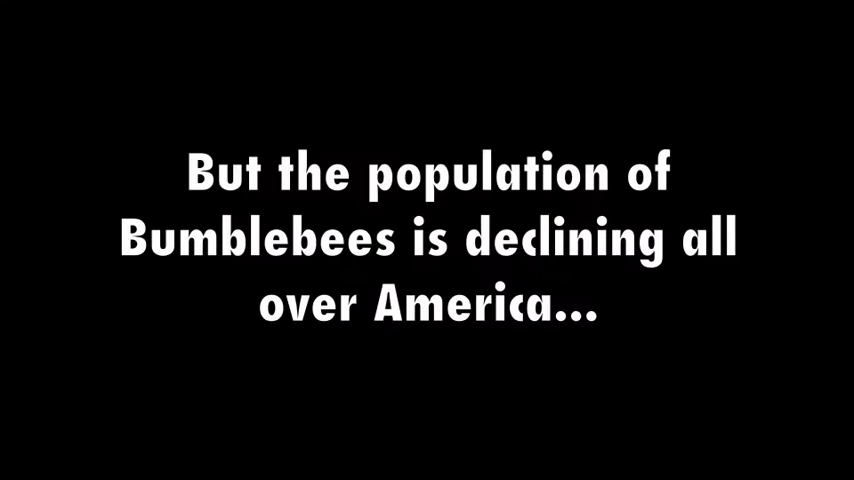 But the population of
Bumblebees is declining all
over America...